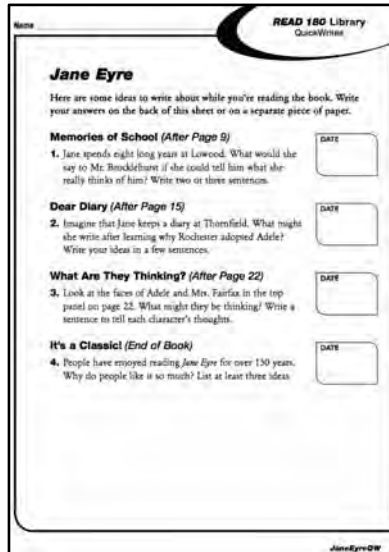 Name
READ 180 Library
QuickWrites
Jane Eyre
Here are some ideas to write about while you're reading the book. Write
your answers on the back of this sheet or on a separate piece of paper.
Memories of School (After Page 9)
DATE
1. Jane spends eight long years at Lowood. What would she
say to Mr. Brocklehurst if she could tell him what she
really thinks of him? Write two or three sentences.
Dear Diary (After Page 15)
DATE
2. Imagine that Jane keeps a diary at Thornfield. What might
she write after learning why Rochester adopted Adele?
Write your ideas in a few sentences.
What Are They Thinking? (After Page 22)
DATE
3. Look at the faces of Adele and Mrs. Fairfax in the top
panel on page 22. What might they be thinking? Write a
sentence to tell each character's thoughts.
It's a Classic! (End of Book)
DATE
4. People have enjoyed reading Jane Eyre for over 150 years.
Why do people like it so much? List at least three ideas.
JaneEyreQW